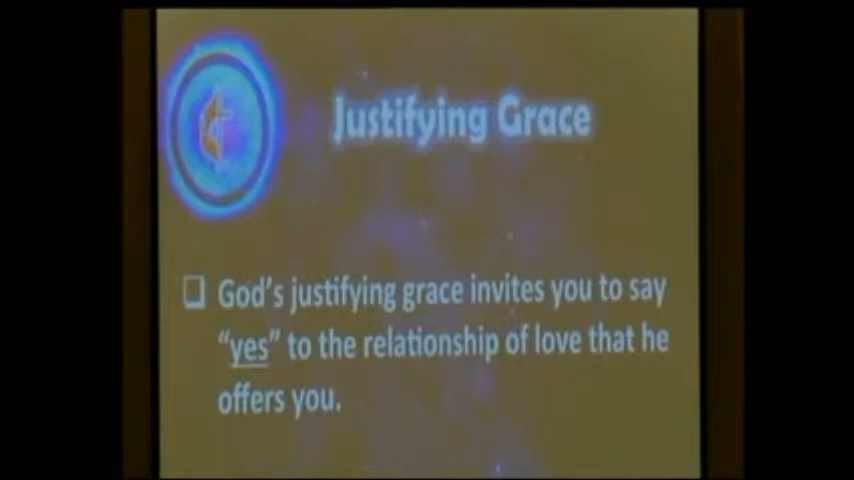 Justifying Grace
God's justifying grace invites you to say
"yes" to the relationship of love that he
offers you.